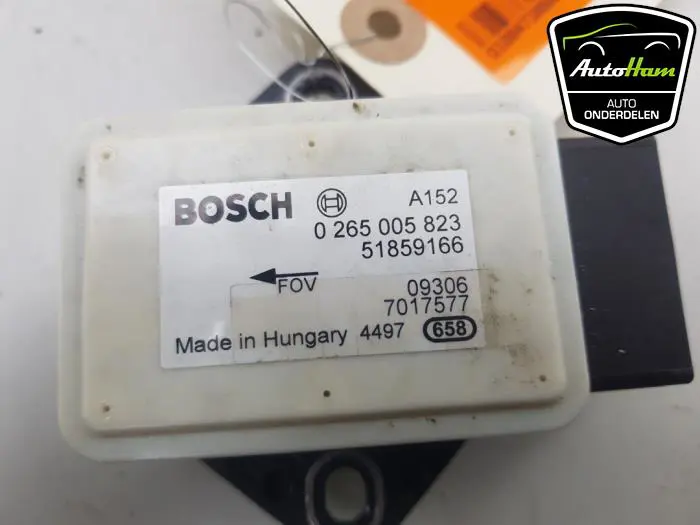 AutoHam
AUTO
ONDERDELEN
BOSCH A152
0 265 005 823
51859166
FOV 09306
7017577
Made in Hungary 4497 658